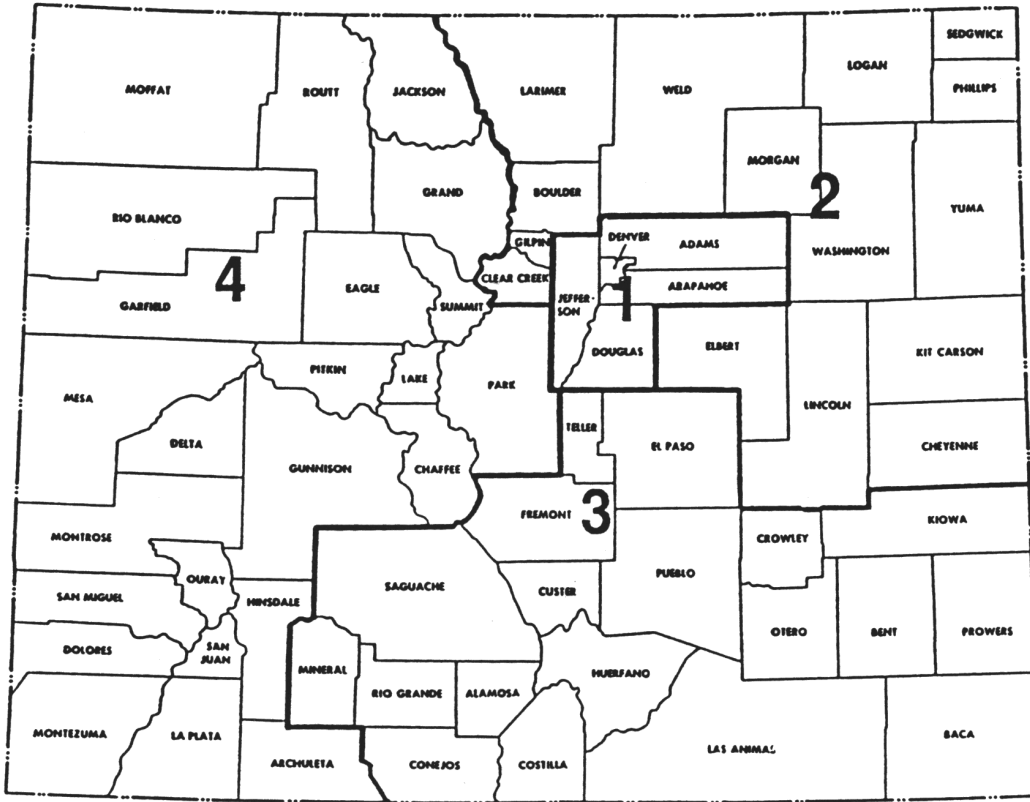 SEDGWICK
LOGAN
PHILLIPS
MOFFAT
ROUTT
JACKSON
LARIMER
WELD
MORGAN
2
YUMA
GRAND
BOULDER
RIO BLANCO
GILPIN
DENVER
ADAMS
WASHINGTON
4
EAGLE
CLEAR CREEK
ARAPAHOE
GARFIELD
SUMMIT
JEFFER-
SON
1
DOUGLAS
ELBERT
KIT CARSON
PITKIN
LAKE
PARK
MESA
LINCOLN
DELTA
TELLER
EL PASO
CHEYENNE
GUNNISON
CHAFFEE
FREMONT
3
KIOWA
MONTROSE
CROWLEY
OURAY
PUEBLO
SAN MIGUEL
HINSDALE
SAGUACHE
CUSTER
OTERO
BENT
PROWERS
DOLORES
SAN
JUAN
MINERAL
RIO GRANDE
ALAMOSA
HUERFANO
MONTEZUMA
LA PLATA
ARCHULETA
CONEJOS
COSTILLA
LAS ANIMAS
BACA